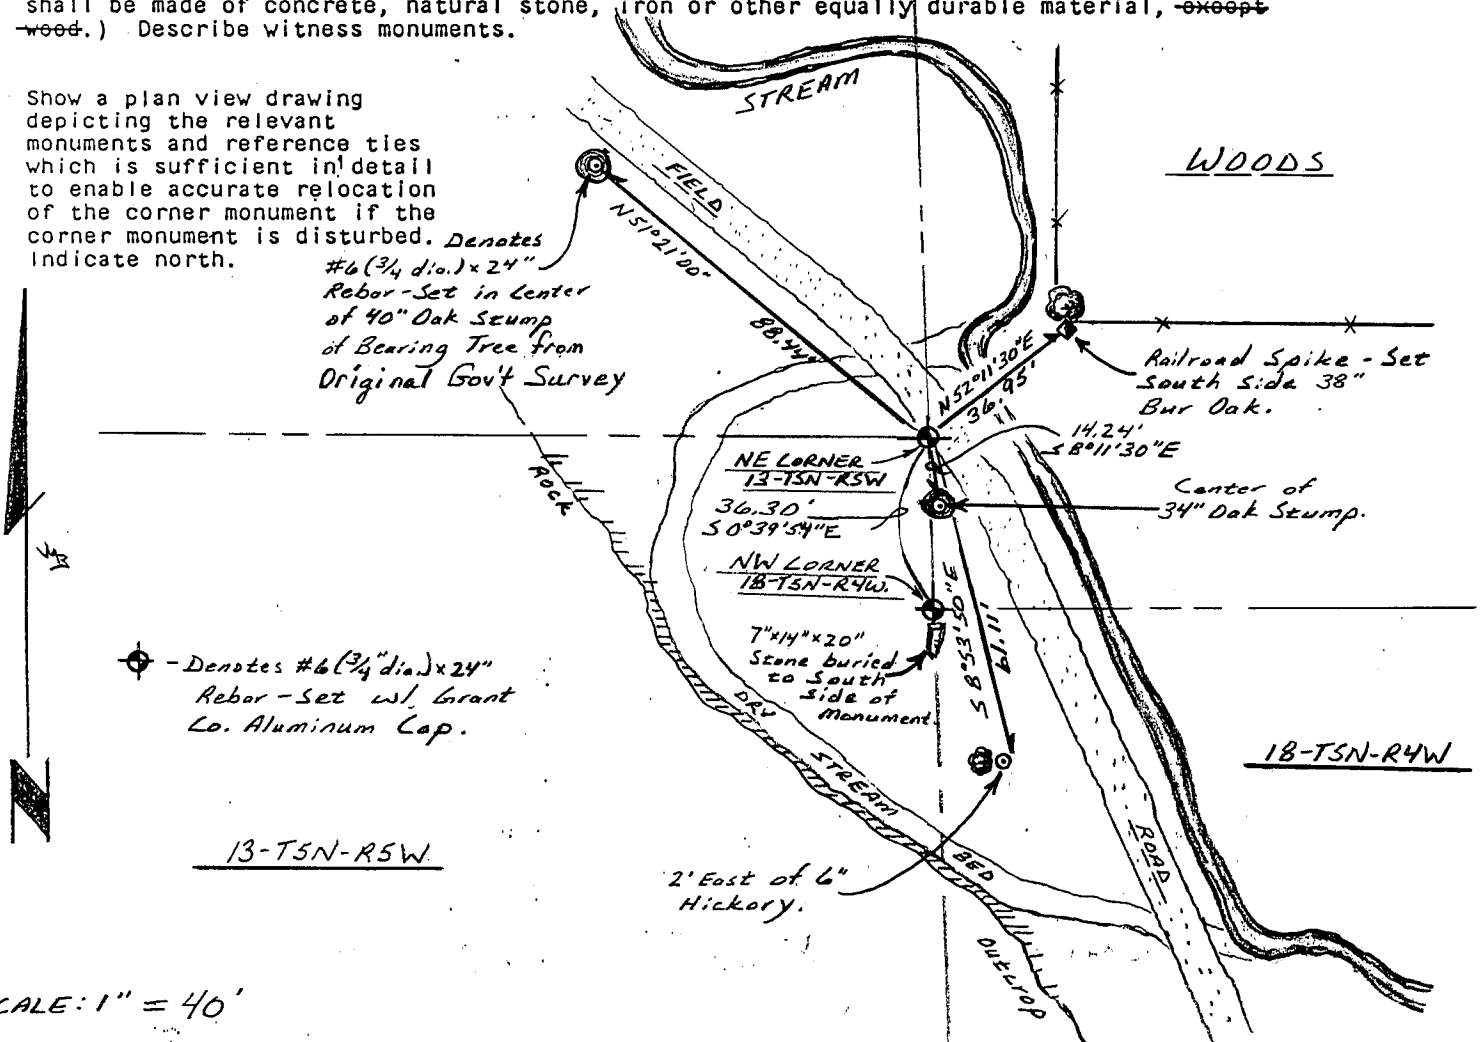 shall be made of concrete, natural stone, iron or other equally durable material, except
wood.) Describe witness monuments.
Show a plan view drawing
depicting the relevant
monuments and reference ties
which is sufficient in detail
to enable accurate relocation
of the corner monument if the
corner monument is disturbed.
Indicate north.
Denotes
#6 (3/4 dia.) x 24"
Rebar - Set in Center
of 40" Oak Stump
of Bearing Tree from
Original Gov't Survey
STREAM
WOODS
FIELD
N51°21'00"
88.44'
N52°11'30"E
36.95'
Railroad Spike - Set
South Side 38"
Bur Oak.
14.24'
S8°11'30"E
NE CORNER
13-T5N-R5W
36.30'
S0°39'54"E
Center of
34" Oak Stump.
NW CORNER
18-T5N-R4W.
ROCK
7"x14"x20"
Stone buried
to South
side of
Monument.
S8°53'50"E
61.11'
- Denotes #6 (3/4" dia.) x 24"
Rebar - Set w/ Grant
Co. Aluminum Cap.
DRY
STREAM
BED
18-T5N-R4W
13-T5N-R5W
ROAD
2' East of 6"
Hickory.
Outcrop
N
CALE: 1" = 40'